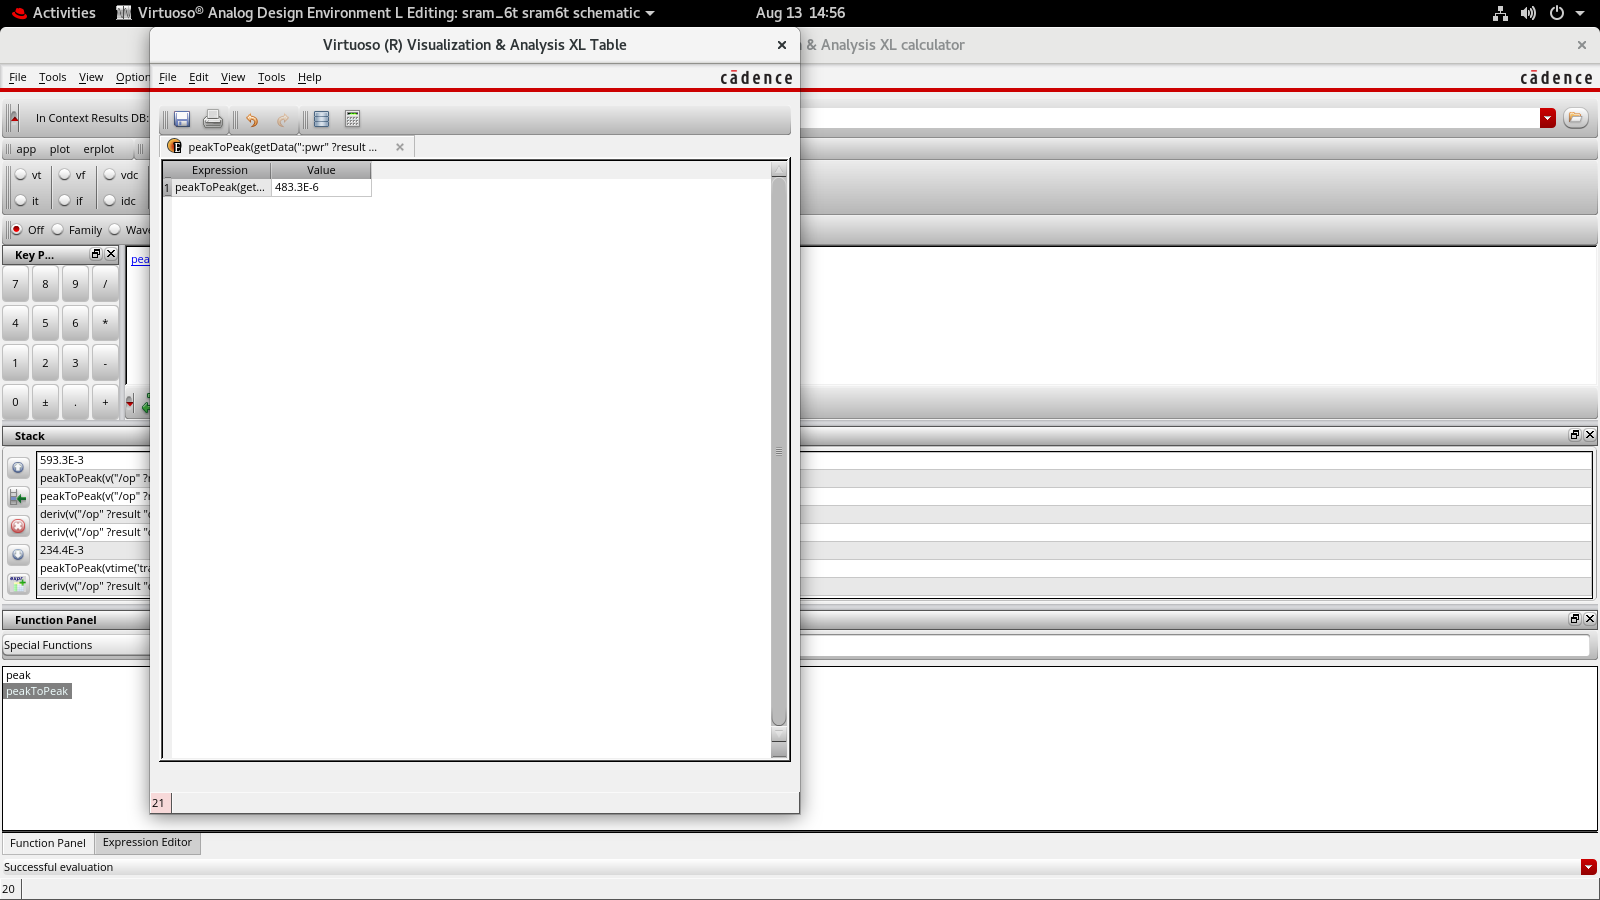 Activities Virtuoso® Analog Design Environment L Editing: sram_6t sram6t schematic Aug 13 14:56
Virtuoso (R) Visualization & Analysis XL Table
& Analysis XL calculator
File Tools View Option
File Edit View Tools Help cādence
cādence
In Context Results DB:
app plot erplot
peakToPeak(getData(":pwr" ?result ...
Expression Value
1 peakToPeak(get... 483.3E-6
vt vf vdc
it if idc
Off Family Wave
Key P...
pea
7 8 9 /
4 5 6 *
1 2 3 -
0 ± . +
Stack
593.3E-3
peakToPeak(v("/op" ?r
peakToPeak(v("/op" ?r
deriv(v("/op" ?result "
deriv(v("/op" ?result "
234.4E-3
peakToPeak(vtime('tra
deriv(v("/op" ?result "
expr
Function Panel
Special Functions
peak
peakToPeak
21
Function Panel Expression Editor
Successful evaluation
20